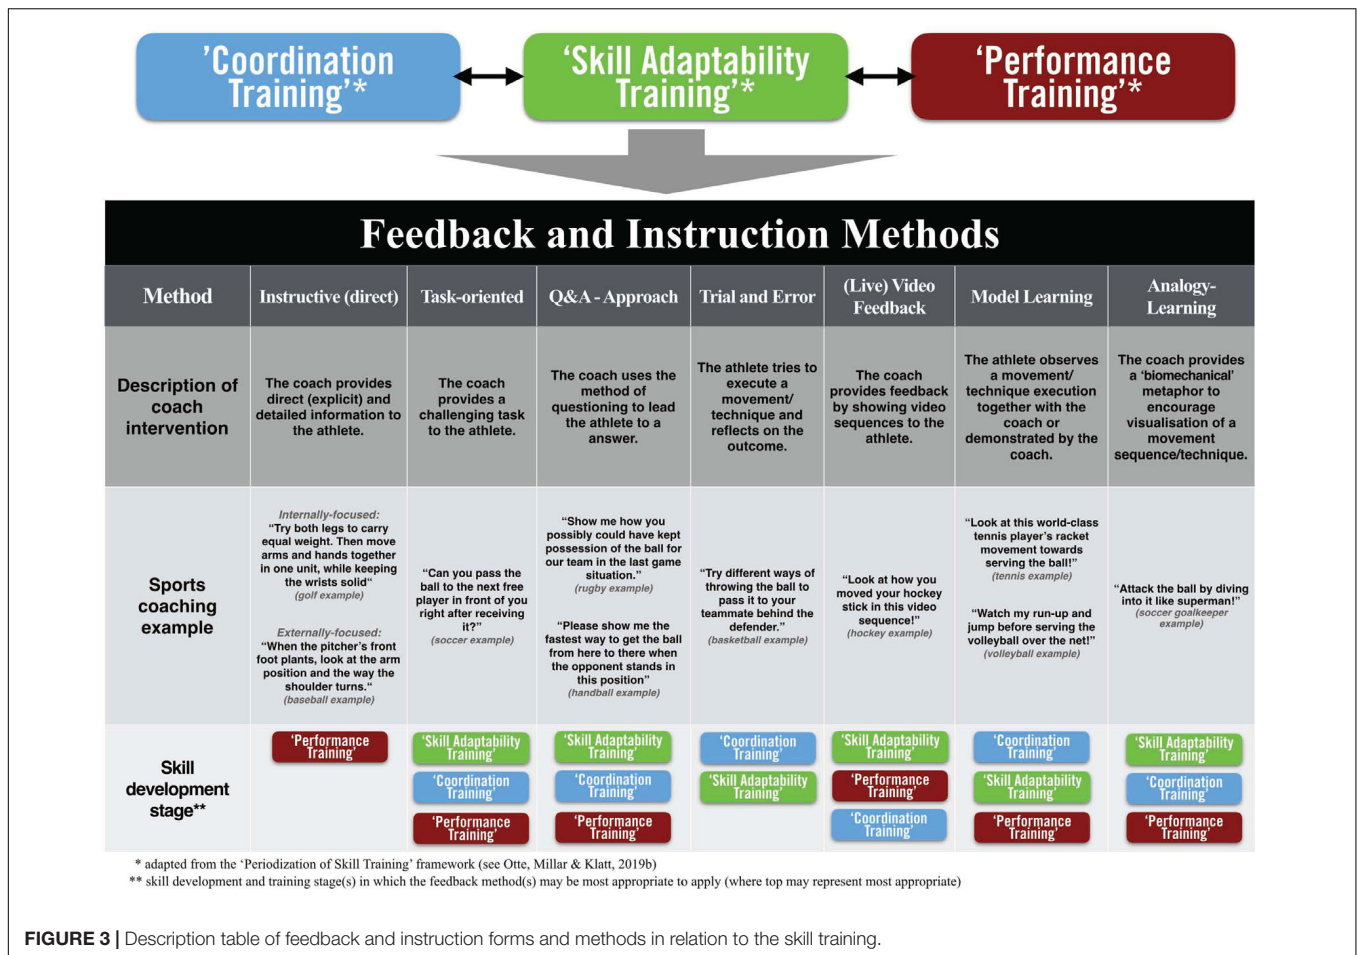 'Coordination
Training'*
'Skill Adaptability
Training'*
'Performance
Training'*
Feedback and Instruction Methods
Method
Instructive (direct)
Task-oriented
Q&A - Approach
Trial and Error
(Live) Video
Feedback
Model Learning
Analogy-
Learning
Description of
coach
intervention
The coach provides
direct (explicit) and
detailed information to
the athlete.
The coach
provides a
challenging task
to the athlete.
The coach uses the
method of
questioning to lead
the athlete to a
answer.
The athlete tries to
execute a
movement/
technique and
reflects on the
outcome.
The coach
provides feedback
by showing video
sequences to the
athlete.
The athlete observes
a movement/
technique execution
together with the
coach or
demonstrated by the
coach.
The coach provides
a 'biomechanical'
metaphor to
encourage
visualisation of a
movement
sequence/technique.
Sports
coaching
example
Internally-focused:
"Try both legs to carry
equal weight. Then move
arms and hands together
in one unit, while keeping
the wrists solid"
(golf example)
Externally-focused:
"When the pitcher's front
foot plants, look at the arm
position and the way the
shoulder turns."
(baseball example)
"Can you pass the
ball to the next free
player in front of you
right after receiving
it?"
(soccer example)
"Show me how you
possibly could have kept
possession of the ball for
our team in the last game
situation."
(rugby example)
"Please show me the
fastest way to get the ball
from here to there when
the opponent stands in
this position"
(handball example)
"Try different ways of
throwing the ball to
pass it to your
teammate behind the
defender."
(basketball example)
"Look at how you
moved your hockey
stick in this video
sequence!"
(hockey example)
"Look at this world-class
tennis player's racket
movement towards
serving the ball!"
(tennis example)
"Watch my run-up and
jump before serving the
volleyball over the net!"
(volleyball example)
"Attack the ball by diving
into it like superman!"
(soccer goalkeeper
example)
Skill
development
stage**
'Performance
Training'
'Skill Adaptability
Training'
'Coordination
Training'
'Performance
Training'
'Skill Adaptability
Training'
'Coordination
Training'
'Performance
Training'
'Coordination
Training'
'Skill Adaptability
Training'
'Skill Adaptability
Training'
'Performance
Training'
'Coordination
Training'
'Coordination
Training'
'Skill Adaptability
Training'
'Performance
Training'
'Skill Adaptability
Training'
'Coordination
Training'
'Performance
Training'
* adapted from the 'Periodization of Skill Training' framework (see Otte, Millar & Klatt, 2019b)
** skill development and training stage(s) in which the feedback method(s) may be most appropriate to apply (where top may represent most appropriate)
FIGURE 3 | Description table of feedback and instruction forms and methods in relation to the skill training.